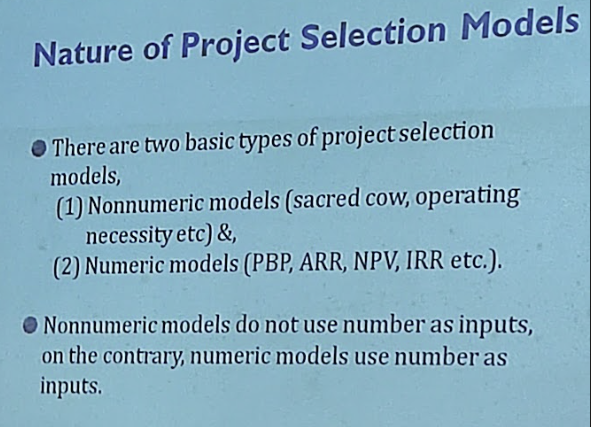 Nature of Project Selection Models
● There are two basic types of project selection
models,
(1) Nonnumeric models (sacred cow, operating
necessity etc) &,
(2) Numeric models (PBP, ARR, NPV, IRR etc.).
● Nonnumeric models do not use number as inputs,
on the contrary, numeric models use number as
inputs.